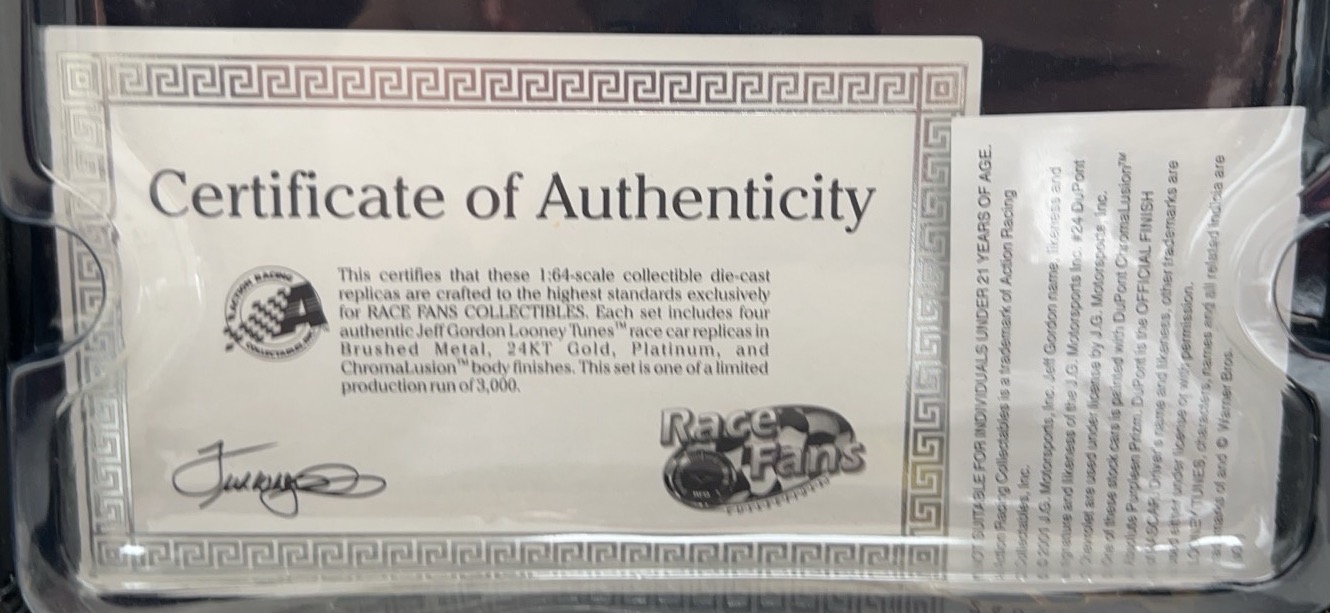 Certificate of Authenticity
ACTION RACING
COLLECTABLES
This certifies that these 1:64-scale collectible die-cast
replicas are crafted to the highest standards exclusively
for RACE FANS COLLECTIBLES. Each set includes four
authentic Jeff Gordon Looney Tunes™ race car replicas in
Brushed Metal, 24KT Gold, Platinum, and
ChromaLusion™ body finishes. This set is one of a limited
production run of 3,000.
Race
Fans
NOT SUITABLE FOR INDIVIDUALS UNDER 21 YEARS OF AGE.
Action Racing Collectables is a trademark of Action Racing
Collectables, Inc.
© 2001 J.G. Motorsports, Inc. Jeff Gordon name, likeness and
signature and likeness of the J.G. Motorsports Inc. #24 DuPont
Chevrolet are used under license by J.G. Motorsports, Inc.
One of these stock cars is painted with DuPont ChromaLusion™
Absolute Purpleen Prizm. DuPont is the OFFICIAL FINISH
of NASCAR. Driver's name and likeness, other trademarks are
used either under license or with permission.
LOONEY TUNES, characters, names and all related indicia are
trademarks of and © Warner Bros.